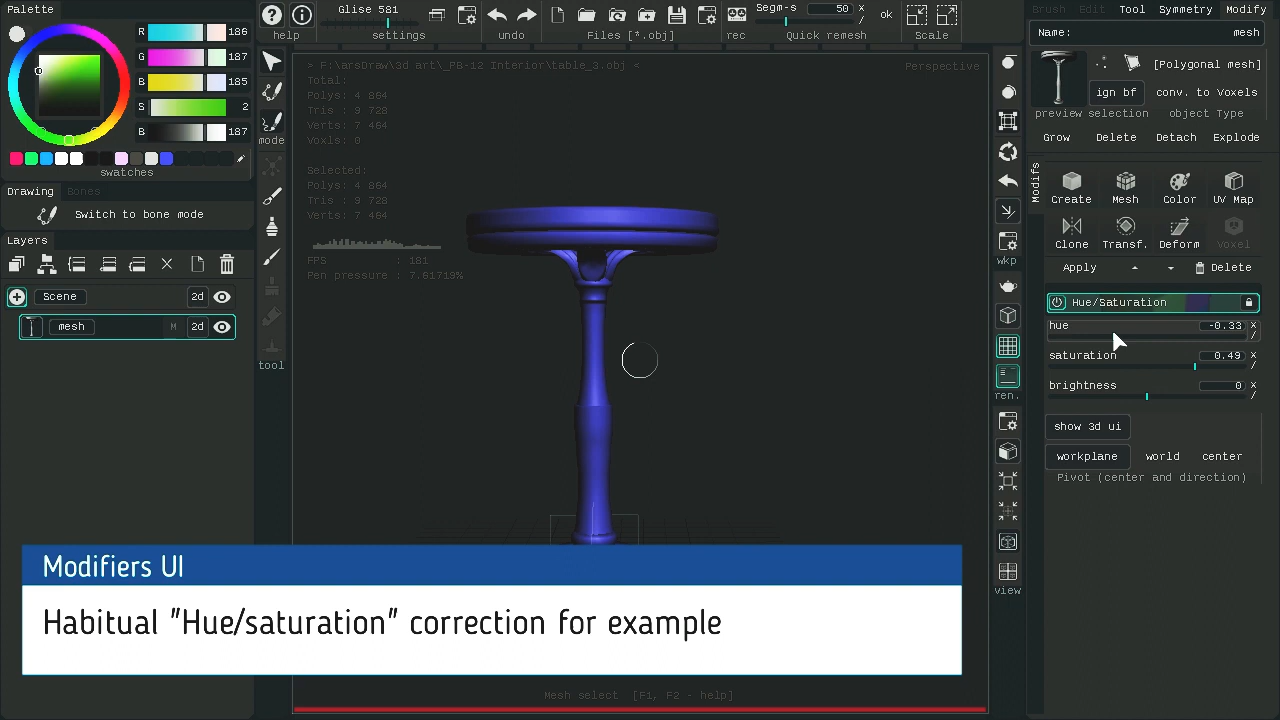 Palette
R 186
G 187
B 185
S 2
B 187
swatches
Drawing Bones
Switch to bone mode
Layers
Scene 2d
mesh M 2d
help
Glise 581
settings
undo
Files [*.obj]
rec
Segm-s 50 ok
Quick remesh
Scale
mode
tool
> F:\arsDraw\3d art\_PB-12 Interior\table_3.obj <
Perspective
Total:
Polys: 4 864
Tris : 9 728
Verts: 7 464
Voxls: 0
Selected:
Polys: 4 864
Tris : 9 728
Verts: 7 464
FPS : 181
Pen pressure : 7.61719%
Mesh select [F1, F2 - help]
wkp
ren.
view
Brush Edit Tool Symmetry Modify
Name: mesh
[Polygonal mesh]
ign bf conv. to Voxels
preview selection object Type
Grow Delete Detach Explode
Modifs
Create Mesh Color UV Map
Clone Transf. Deform Voxel
Apply Delete
Hue/Saturation
hue -0.33 x
/
saturation 0.49 x
/
brightness 0 x
/
show 3d ui
workplane world center
Pivot (center and direction)
Modifiers UI
Habitual "Hue/saturation" correction for example